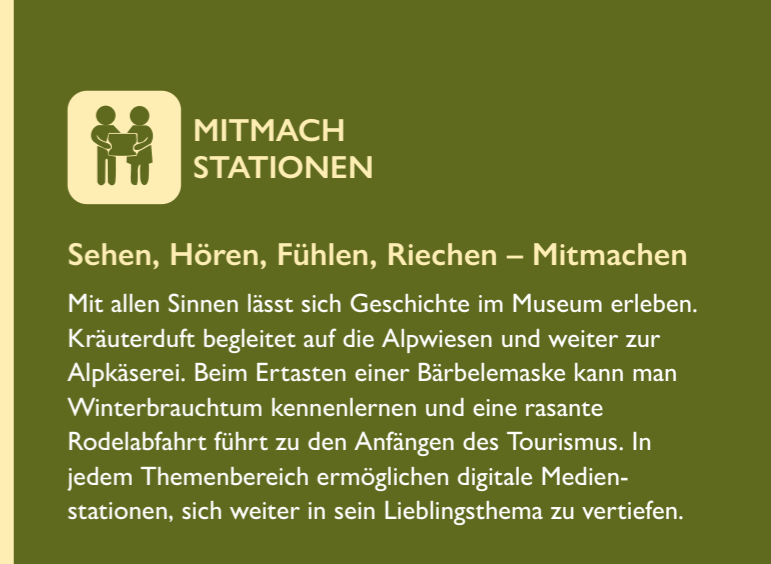 MITMACH
STATIONEN
Sehen, Hören, Fühlen, Riechen – Mitmachen
Mit allen Sinnen lässt sich Geschichte im Museum erleben.
Kräuterduft begleitet auf die Alpwiesen und weiter zur
Alpkäserei. Beim Ertasten einer Bärbelemaske kann man
Winterbrauchtum kennenlernen und eine rasante
Rodelabfahrt führt zu den Anfängen des Tourismus. In
jedem Themenbereich ermöglichen digitale Medien-
stationen, sich weiter in sein Lieblingsthema zu vertiefen.